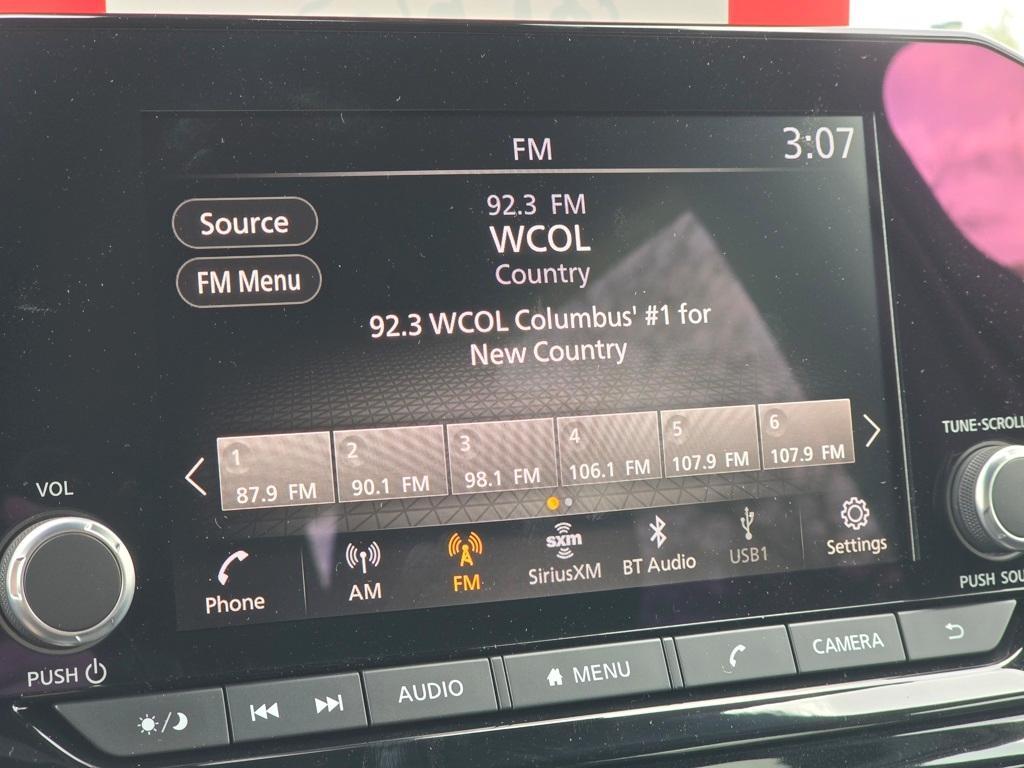 FM
3:07
Source
FM Menu
92.3 FM
WCOL
Country
92.3 WCOL Columbus' #1 for
New Country
1
87.9 FM
2
90.1 FM
3
98.1 FM
4
106.1 FM
5
107.9 FM
6
107.9 FM
Phone
AM
FM
sxm
SiriusXM
BT Audio
USB1
Settings
VOL
PUSH
TUNE·SCROLL
PUSH SOU
AUDIO
MENU
CAMERA